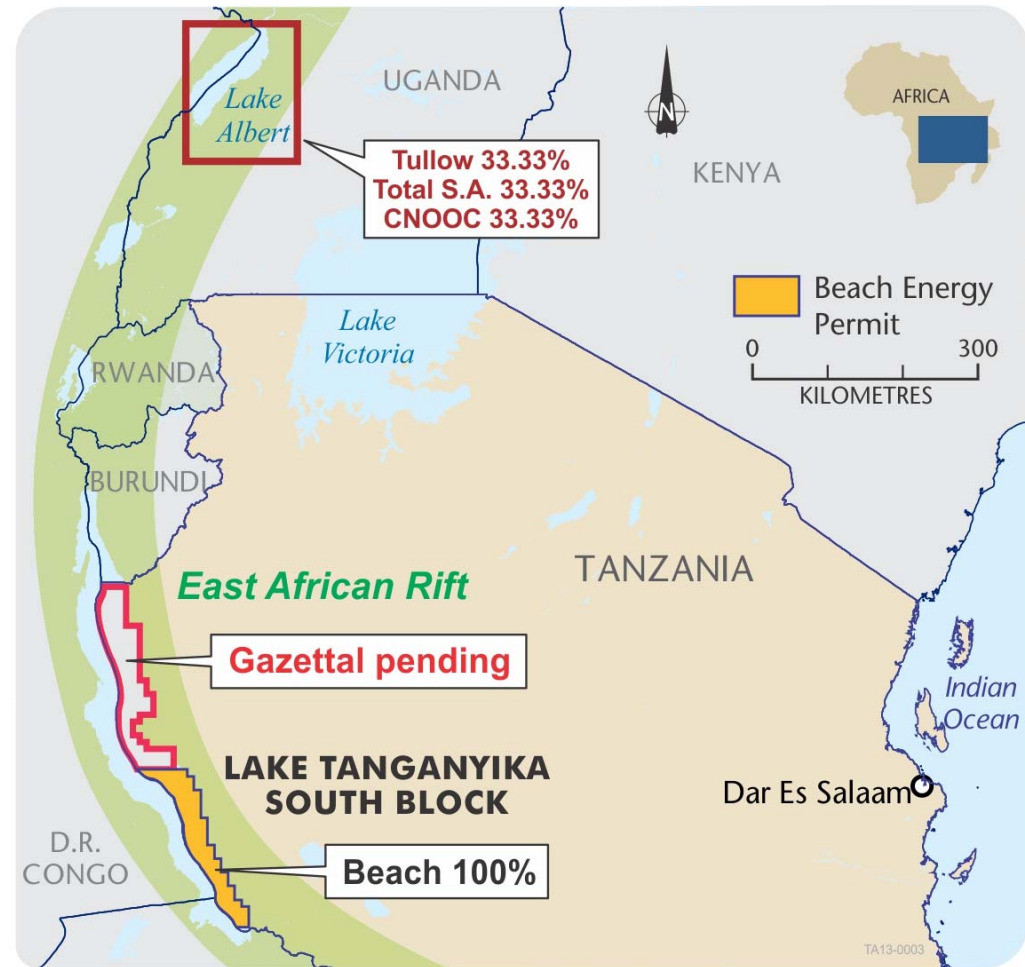 UGANDA
AFRICA
Lake
Albert
N
Tullow 33.33%
Total S.A. 33.33%
CNOOC 33.33%
KENYA
Beach Energy
Permit
0 300
KILOMETRES
Lake
Victoria
RWANDA
BURUNDI
TANZANIA
East African Rift
Gazettal pending
Indian
Ocean
LAKE TANGANYIKA
SOUTH BLOCK
Dar Es Salaam
D.R.
CONGO
Beach 100%
TA13-0003